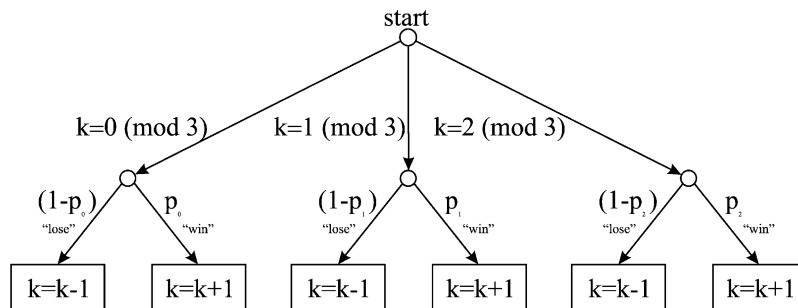 start
k=0 (mod 3) k=1 (mod 3) k=2 (mod 3)
(1-p₀) p₀ (1-p₁) p₁ (1-p₂) p₂
“lose” “win” “lose” “win” “lose” “win”
k=k-1 k=k+1 k=k-1 k=k+1 k=k-1 k=k+1